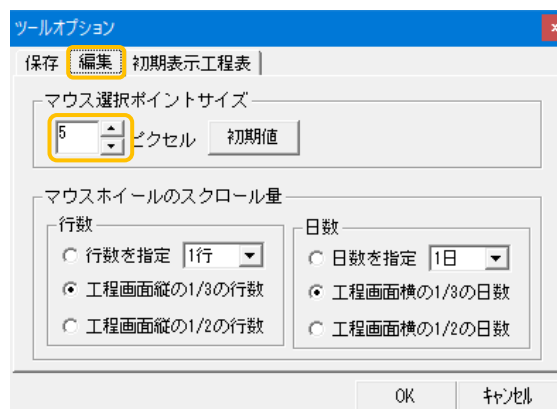 ツールオプション
保存 編集 初期表示工程表
マウス選択ポイントサイズ
5 ピクセル 初期値
マウスホイールのスクロール量
行数
行数を指定 1行
工程画面縦の1/3の行数
工程画面縦の1/2の行数
日数
日数を指定 1日
工程画面横の1/3の日数
工程画面横の1/2の日数
OK ｷｬﾝｾﾙ